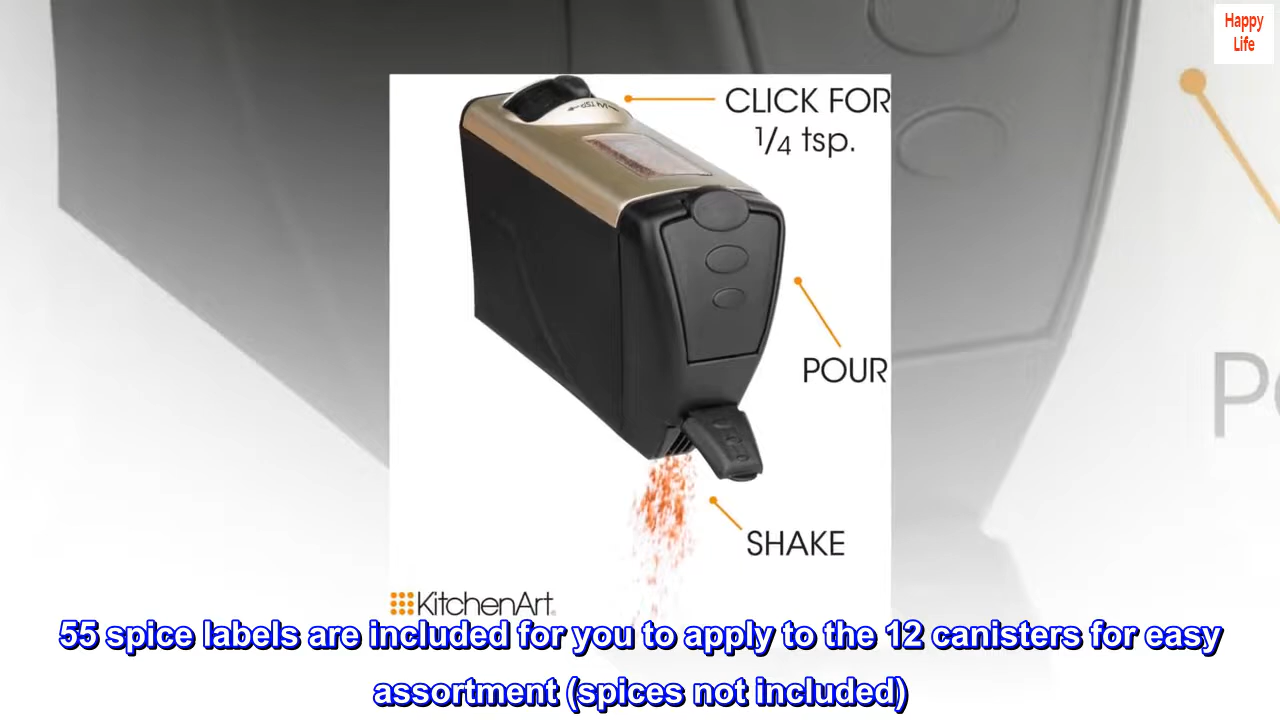 Happy
Life
CLICK FOR
1/4 tsp.
POUR
SHAKE
KitchenArt
55 spice labels are included for you to apply to the 12 canisters for easy
assortment (spices not included)